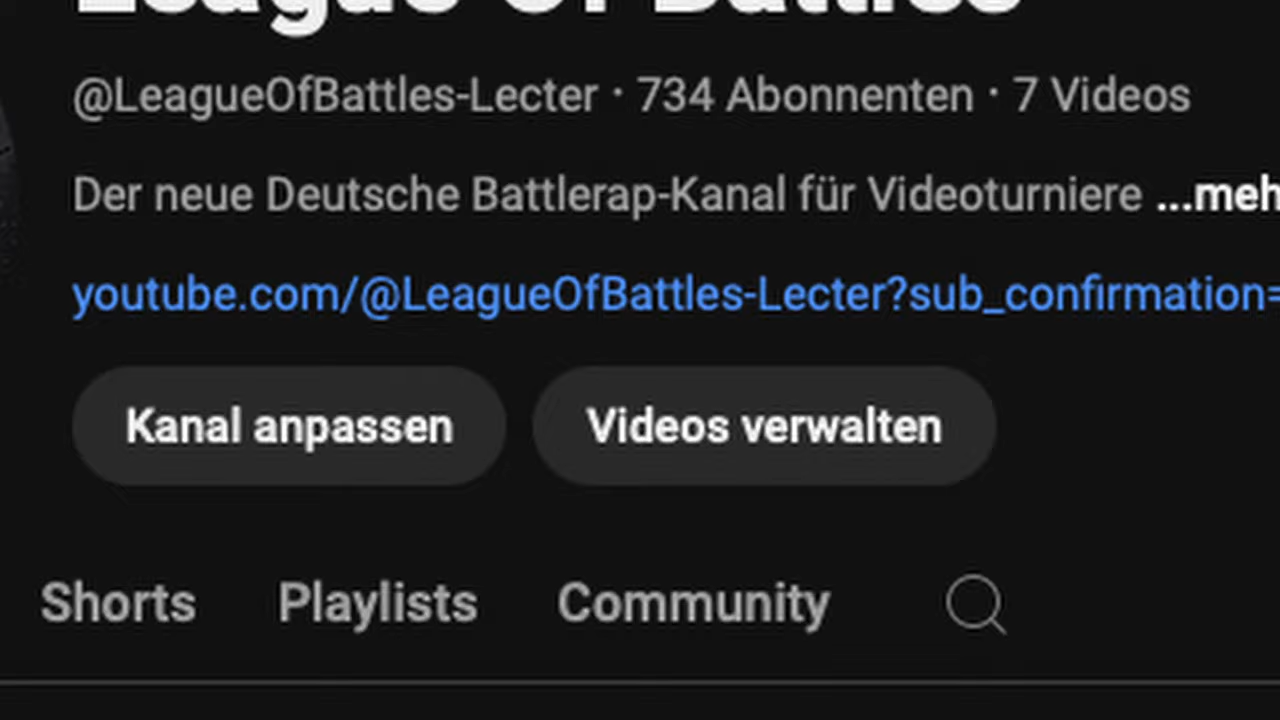 League Of Battles
@LeagueOfBattles-Lecter · 734 Abonnenten · 7 Videos
Der neue Deutsche Battlerap-Kanal für Videoturniere ...meh
youtube.com/@LeagueOfBattles-Lecter?sub_confirmation=
Kanal anpassen Videos verwalten
Shorts Playlists Community